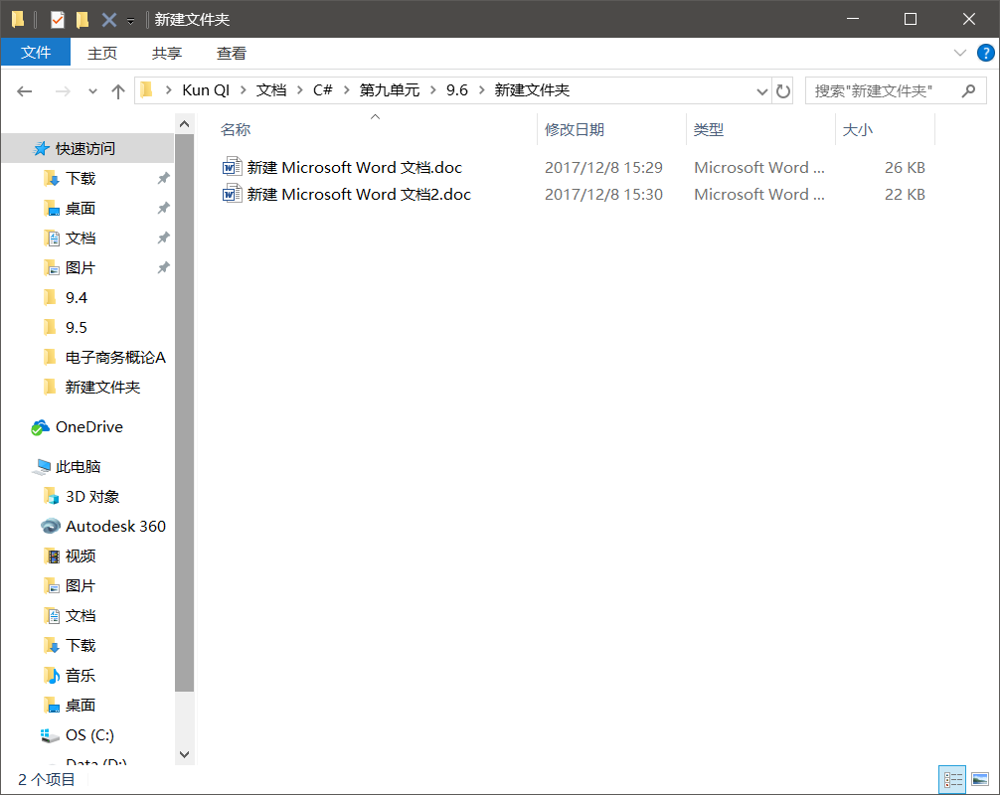 新建文件夹
文件 主页 共享 查看
Kun QI 文档 C# 第九单元 9.6 新建文件夹 搜索"新建文件夹"
名称 修改日期 类型 大小
新建 Microsoft Word 文档.doc 2017/12/8 15:29 Microsoft Word ... 26 KB
新建 Microsoft Word 文档2.doc 2017/12/8 15:30 Microsoft Word ... 22 KB
快速访问
下载
桌面
文档
图片
9.4
9.5
电子商务概论A
新建文件夹
OneDrive
此电脑
3D 对象
Autodesk 360
视频
图片
文档
下载
音乐
桌面
OS (C:)
Data (D:)
2 个项目